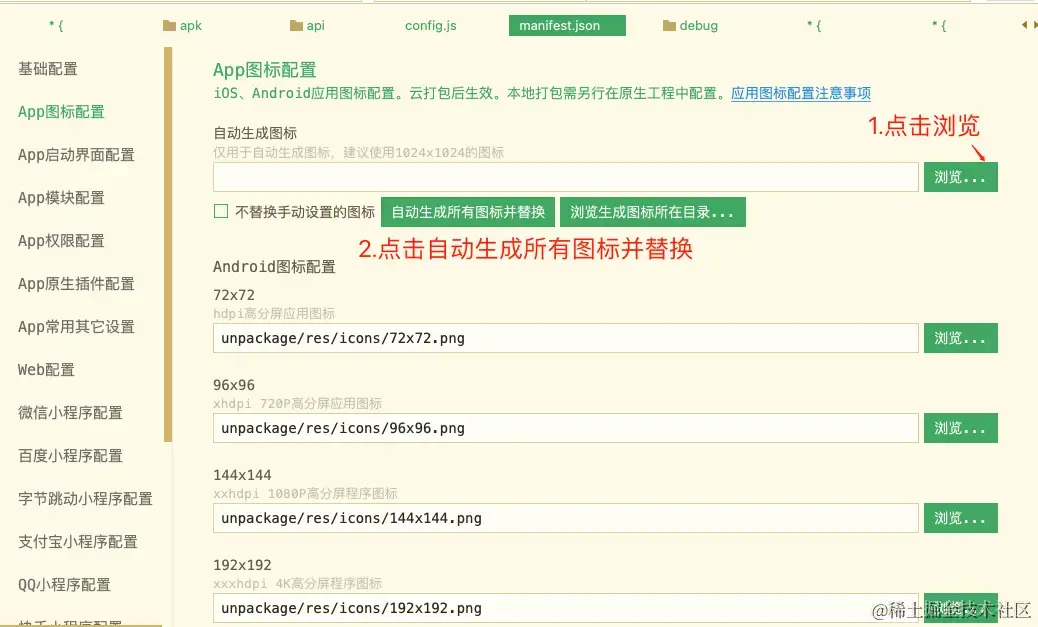 * {
apk
api
config.js
manifest.json
debug
* {
* {
基础配置
App图标配置
App启动界面配置
App模块配置
App权限配置
App原生插件配置
App常用其它设置
Web配置
微信小程序配置
百度小程序配置
字节跳动小程序配置
支付宝小程序配置
QQ小程序配置
快手小程序配置
App图标配置
iOS、Android应用图标配置。云打包后生效。本地打包需另行在原生工程中配置。应用图标配置注意事项
1.点击浏览
自动生成图标
仅用于自动生成图标，建议使用1024x1024的图标
浏览...
不替换手动设置的图标
自动生成所有图标并替换
浏览生成图标所在目录...
2.点击自动生成所有图标并替换
Android图标配置
72x72
hdpi高分屏应用图标
unpackage/res/icons/72x72.png
浏览...
96x96
xhdpi 720P高分屏应用图标
unpackage/res/icons/96x96.png
浏览...
144x144
xxhdpi 1080P高分屏程序图标
unpackage/res/icons/144x144.png
浏览...
192x192
xxxhdpi 4K高分屏程序图标
unpackage/res/icons/192x192.png
浏览...
@稀土掘金技术社区